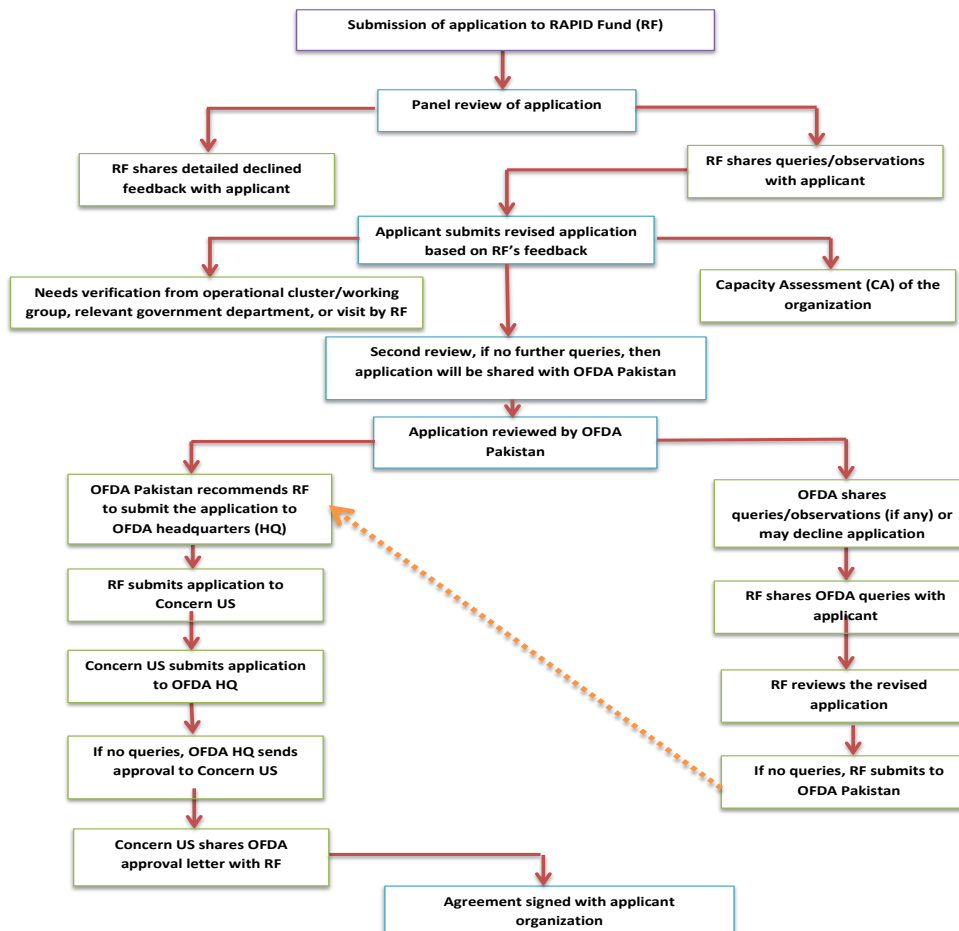 Submission of application to RAPID Fund (RF)
Panel review of application
RF shares detailed declined
feedback with applicant
RF shares queries/observations
with applicant
Applicant submits revised application
based on RF's feedback
Needs verification from operational cluster/working
group, relevant government department, or visit by RF
Capacity Assessment (CA) of the
organization
Second review, if no further queries, then
application will be shared with OFDA Pakistan
Application reviewed by OFDA
Pakistan
OFDA Pakistan recommends RF
to submit the application to
OFDA headquarters (HQ)
OFDA shares
queries/observations (if any) or
may decline application
RF submits application to
Concern US
RF shares OFDA queries with
applicant
Concern US submits application
to OFDA HQ
RF reviews the revised
application
If no queries, OFDA HQ sends
approval to Concern US
If no queries, RF submits to
OFDA Pakistan
Concern US shares OFDA
approval letter with RF
Agreement signed with applicant
organization